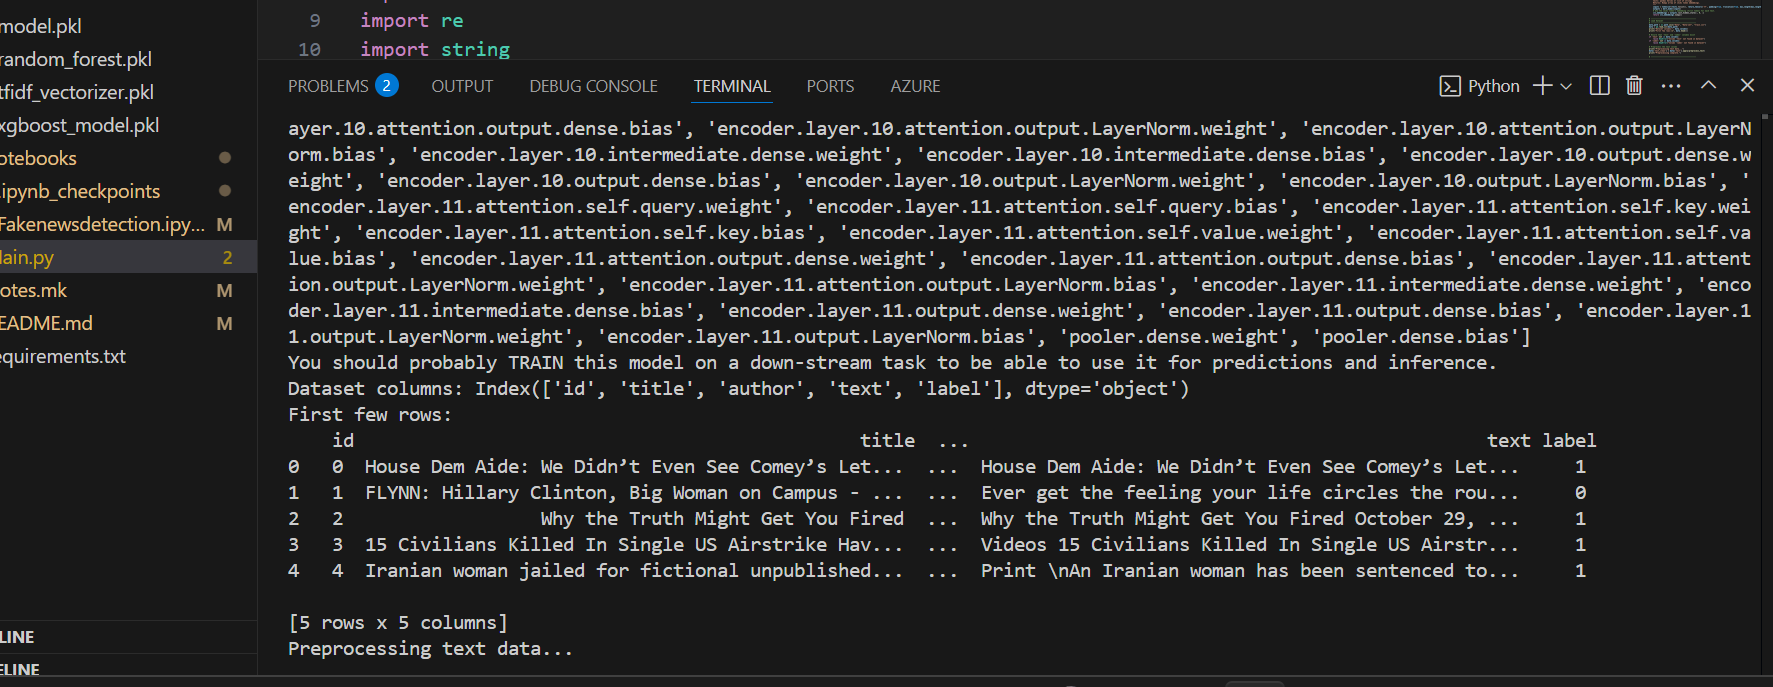 model.pkl
random_forest.pkl
tfidf_vectorizer.pkl
xgboost_model.pkl
otebooks
.ipynb_checkpoints
Fakenewsdetection.ipy... M
ain.py 2
otes.mk M
EADME.md M
equirements.txt
LINE
ELINE
9 import re
10 import string
PROBLEMS 2 OUTPUT DEBUG CONSOLE TERMINAL PORTS AZURE Python
ayer.10.attention.output.dense.bias', 'encoder.layer.10.attention.output.LayerNorm.weight', 'encoder.layer.10.attention.output.LayerN
orm.bias', 'encoder.layer.10.intermediate.dense.weight', 'encoder.layer.10.intermediate.dense.bias', 'encoder.layer.10.output.dense.w
eight', 'encoder.layer.10.output.dense.bias', 'encoder.layer.10.output.LayerNorm.weight', 'encoder.layer.10.output.LayerNorm.bias', '
encoder.layer.11.attention.self.query.weight', 'encoder.layer.11.attention.self.query.bias', 'encoder.layer.11.attention.self.key.wei
ght', 'encoder.layer.11.attention.self.key.bias', 'encoder.layer.11.attention.self.value.weight', 'encoder.layer.11.attention.self.va
lue.bias', 'encoder.layer.11.attention.output.dense.weight', 'encoder.layer.11.attention.output.dense.bias', 'encoder.layer.11.attent
ion.output.LayerNorm.weight', 'encoder.layer.11.attention.output.LayerNorm.bias', 'encoder.layer.11.intermediate.dense.weight', 'enco
der.layer.11.intermediate.dense.bias', 'encoder.layer.11.output.dense.weight', 'encoder.layer.11.output.dense.bias', 'encoder.layer.1
1.output.LayerNorm.weight', 'encoder.layer.11.output.LayerNorm.bias', 'pooler.dense.weight', 'pooler.dense.bias']
You should probably TRAIN this model on a down-stream task to be able to use it for predictions and inference.
Dataset columns: Index(['id', 'title', 'author', 'text', 'label'], dtype='object')
First few rows:
id title ... text label
0 0 House Dem Aide: We Didn’t Even See Comey’s Let... ... House Dem Aide: We Didn’t Even See Comey’s Let... 1
1 1 FLYNN: Hillary Clinton, Big Woman on Campus - ... ... Ever get the feeling your life circles the rou... 0
2 2 Why the Truth Might Get You Fired ... Why the Truth Might Get You Fired October 29, ... 1
3 3 15 Civilians Killed In Single US Airstrike Hav... ... Videos 15 Civilians Killed In Single US Airstr... 1
4 4 Iranian woman jailed for fictional unpublished... ... Print \nAn Iranian woman has been sentenced to... 1
[5 rows x 5 columns]
Preprocessing text data...